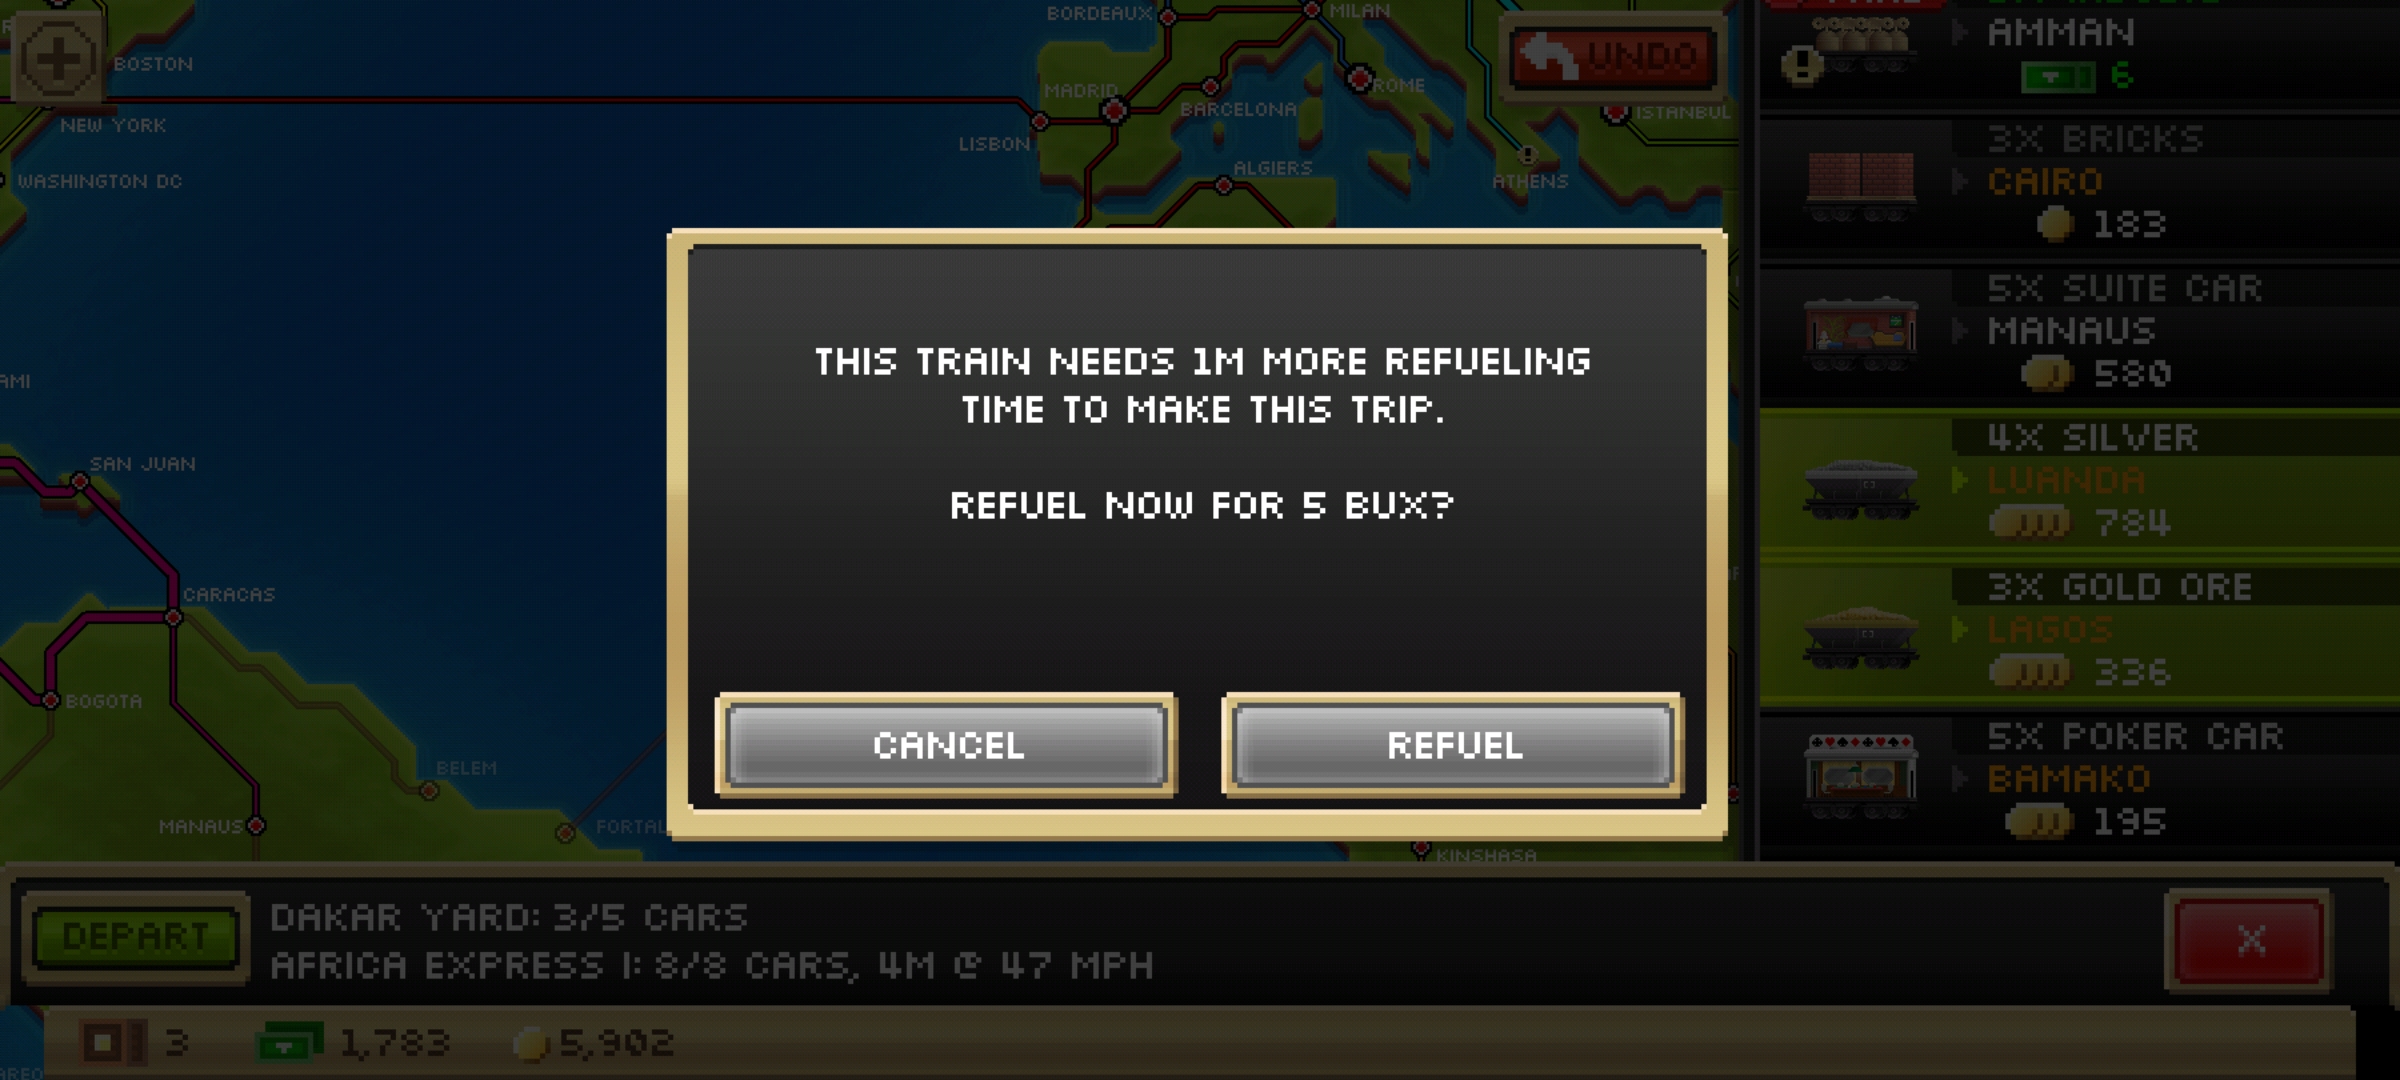 BORDEAUX
MILAN
BOSTON
UNDO
MADRID
ROME
BARCELONA
NEW YORK
ISTANBUL
LISBON
ALGIERS
WASHINGTON DC
ATHENS
AMMAN
6
3X BRICKS
CAIRO
183
5X SUITE CAR
MANAUS
580
4X SILVER
LUANDA
784
3X GOLD ORE
LAGOS
336
5X POKER CAR
BAMAKO
195
THIS TRAIN NEEDS 1M MORE REFUELING
TIME TO MAKE THIS TRIP.
REFUEL NOW FOR 5 BUX?
CANCEL
REFUEL
AMI
SAN JUAN
CARACAS
BOGOTA
BELEM
MANAUS
FORTAL
KINSHASA
DEPART
DAKAR YARD: 3/5 CARS
AFRICA EXPRESS I: 8/8 CARS, 4M @ 47 MPH
X
3
1,783
5,902